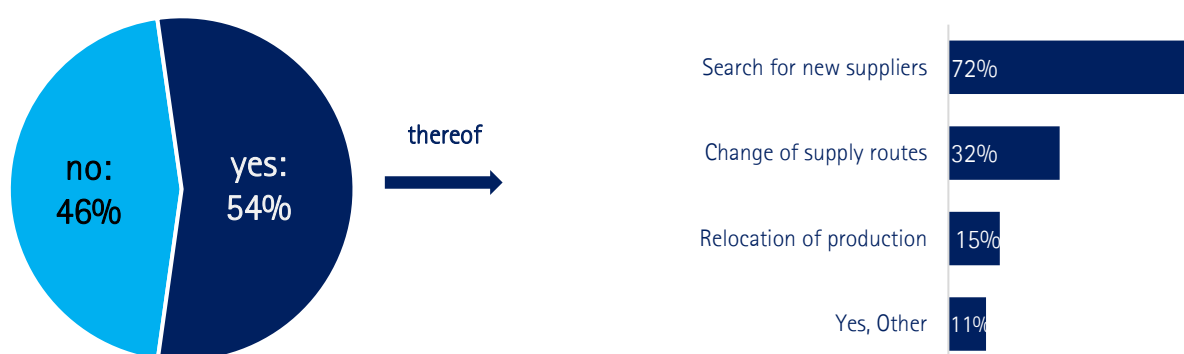 no:
46%
yes:
54%
thereof
Search for new suppliers 72%
Change of supply routes 32%
Relocation of production 15%
Yes, Other 11%